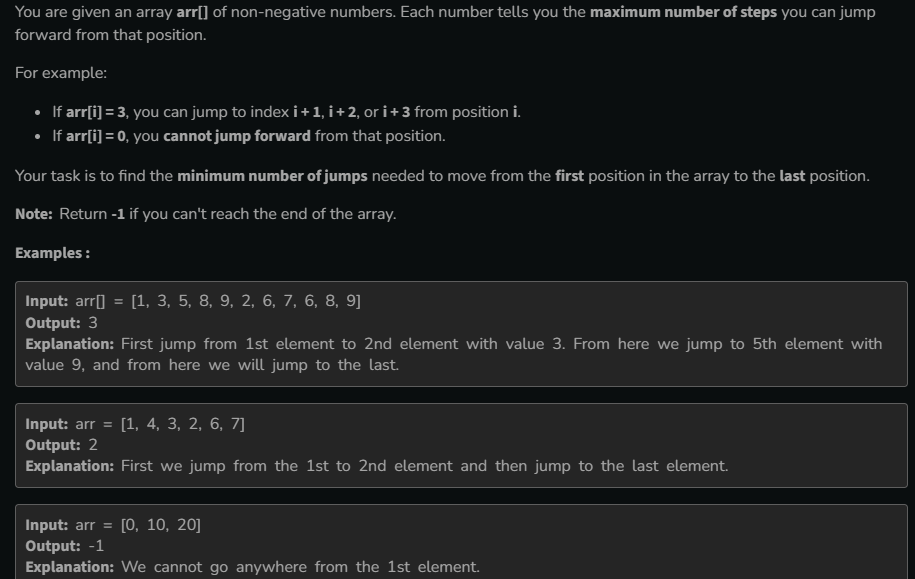 You are given an array arr[] of non-negative numbers. Each number tells you the maximum number of steps you can jump
forward from that position.
For example:
• If arr[i] = 3, you can jump to index i + 1, i + 2, or i + 3 from position i.
• If arr[i] = 0, you cannot jump forward from that position.
Your task is to find the minimum number of jumps needed to move from the first position in the array to the last position.
Note: Return -1 if you can't reach the end of the array.
Examples :
Input: arr[] = [1, 3, 5, 8, 9, 2, 6, 7, 6, 8, 9]
Output: 3
Explanation: First jump from 1st element to 2nd element with value 3. From here we jump to 5th element with
value 9, and from here we will jump to the last.
Input: arr = [1, 4, 3, 2, 6, 7]
Output: 2
Explanation: First we jump from the 1st to 2nd element and then jump to the last element.
Input: arr = [0, 10, 20]
Output: -1
Explanation: We cannot go anywhere from the 1st element.